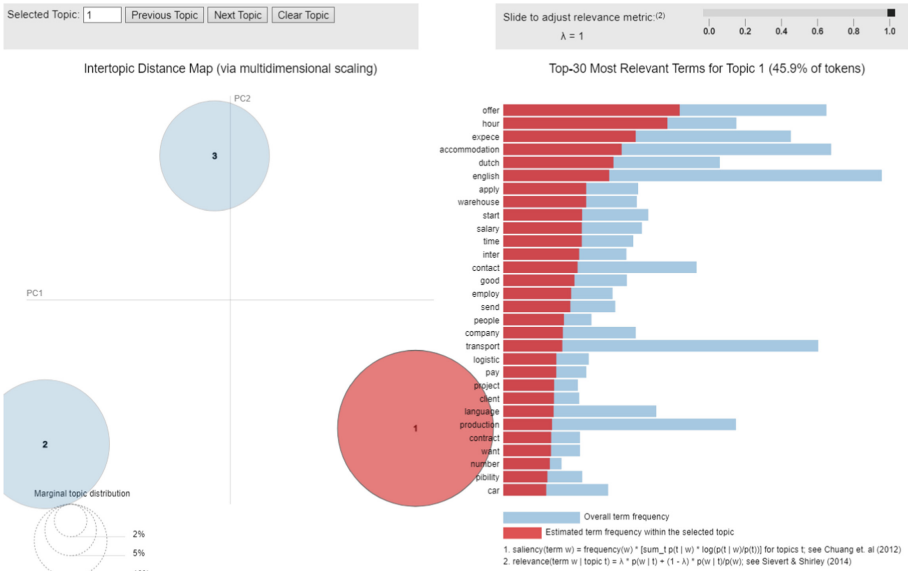 Selected Topic: 1 Previous Topic Next Topic Clear Topic
Slide to adjust relevance metric:(2)
λ = 1
0.0 0.2 0.4 0.6 0.8 1.0
Intertopic Distance Map (via multidimensional scaling)
PC2
PC1
3
1
2
Marginal topic distribution
2%
5%
Top-30 Most Relevant Terms for Topic 1 (45.9% of tokens)
offer
hour
expece
accommodation
dutch
english
apply
warehouse
start
salary
time
inter
contact
good
employ
send
people
company
transport
logistic
pay
project
client
language
production
contract
want
number
pibility
car
Overall term frequency
Estimated term frequency within the selected topic
1. saliency(term w) = frequency(w) * [sum_t p(t | w) * log(p(t | w)/p(t))] for topics t; see Chuang et. al (2012)
2. relevance(term w | topic t) = λ * p(w | t) + (1 - λ) * p(w | t)/p(w); see Sievert & Shirley (2014)